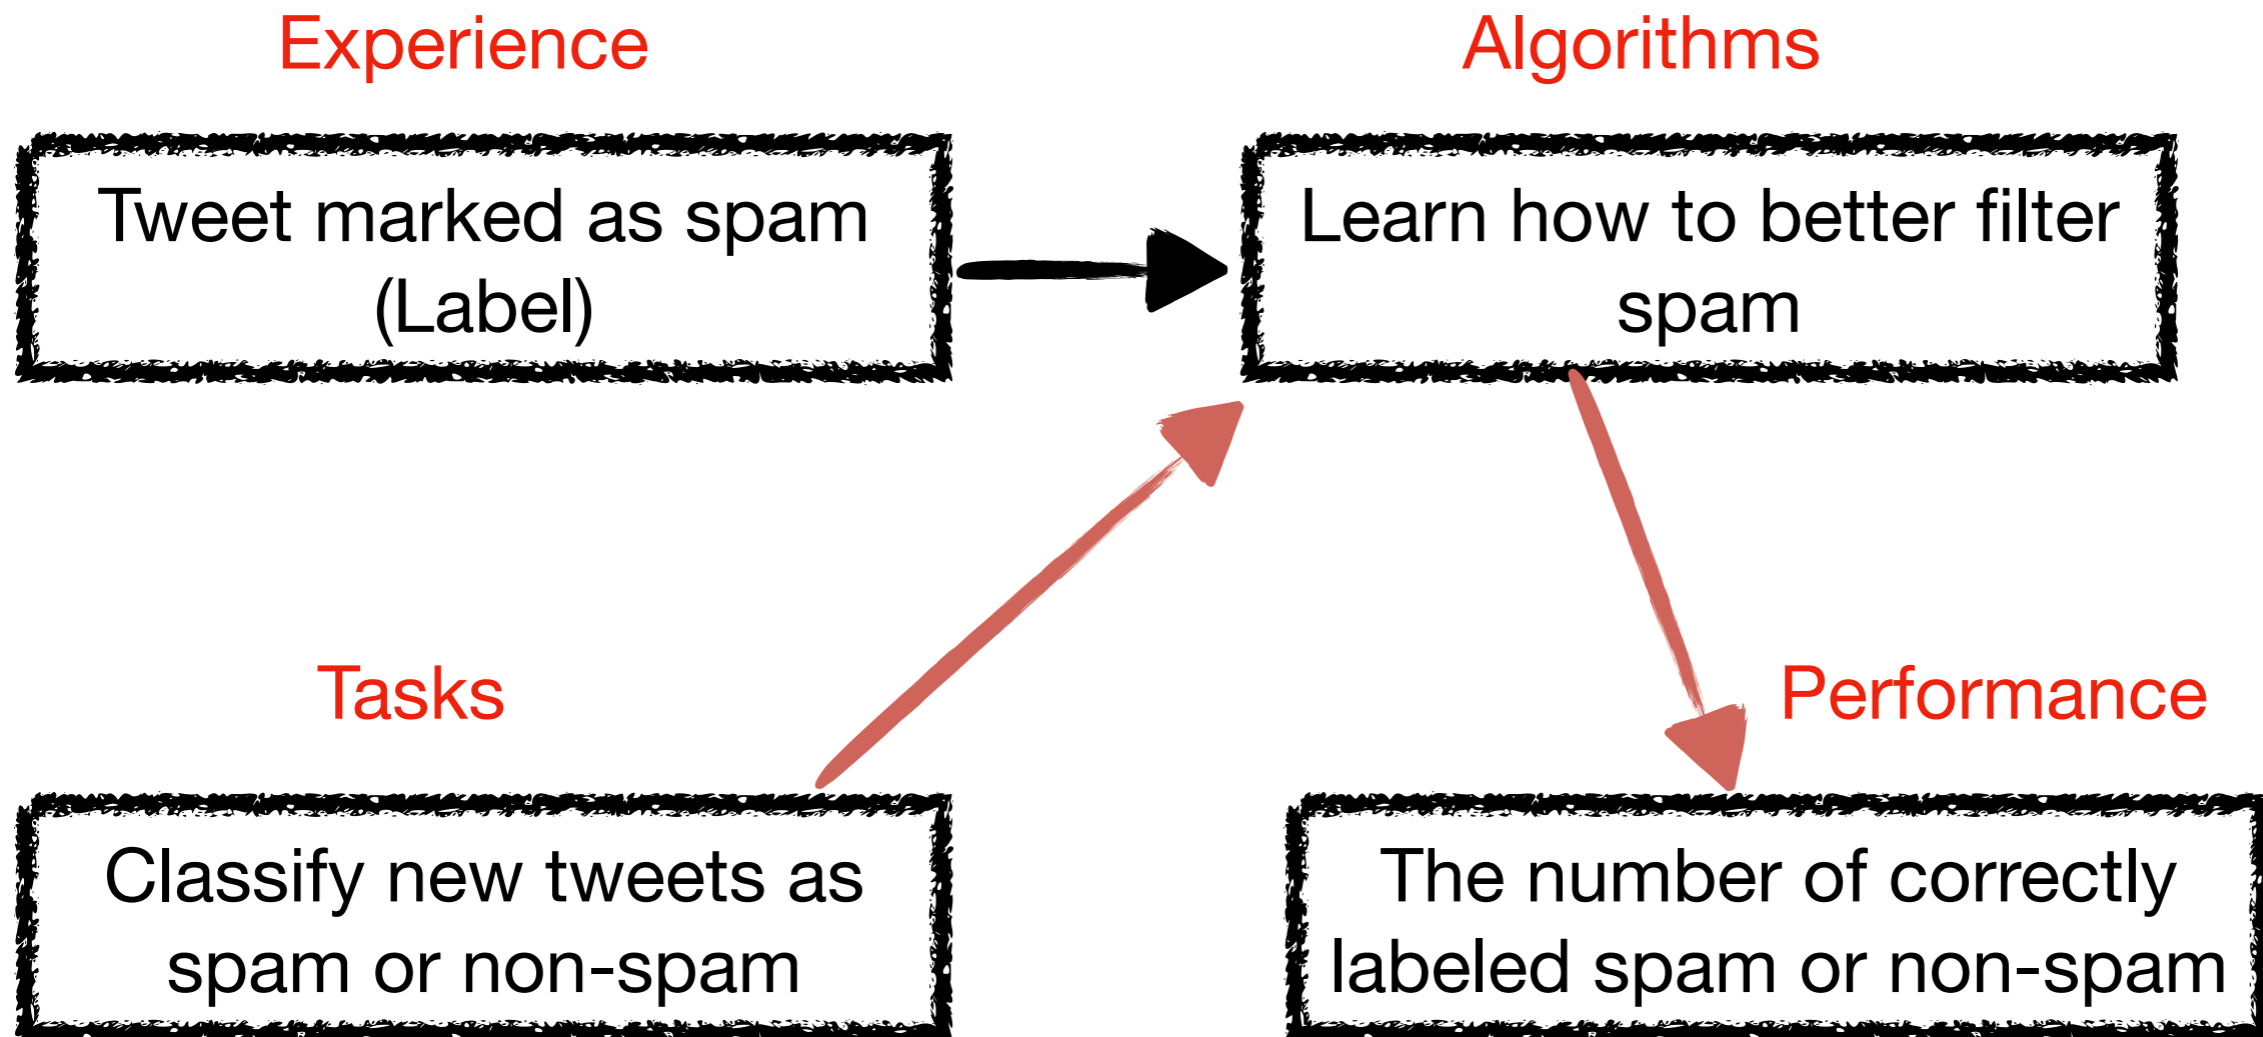 Experience
Algorithms
Tweet marked as spam
(Label)
Learn how to better filter
spam
Tasks
Performance
Classify new tweets as
spam or non-spam
The number of correctly
labeled spam or non-spam